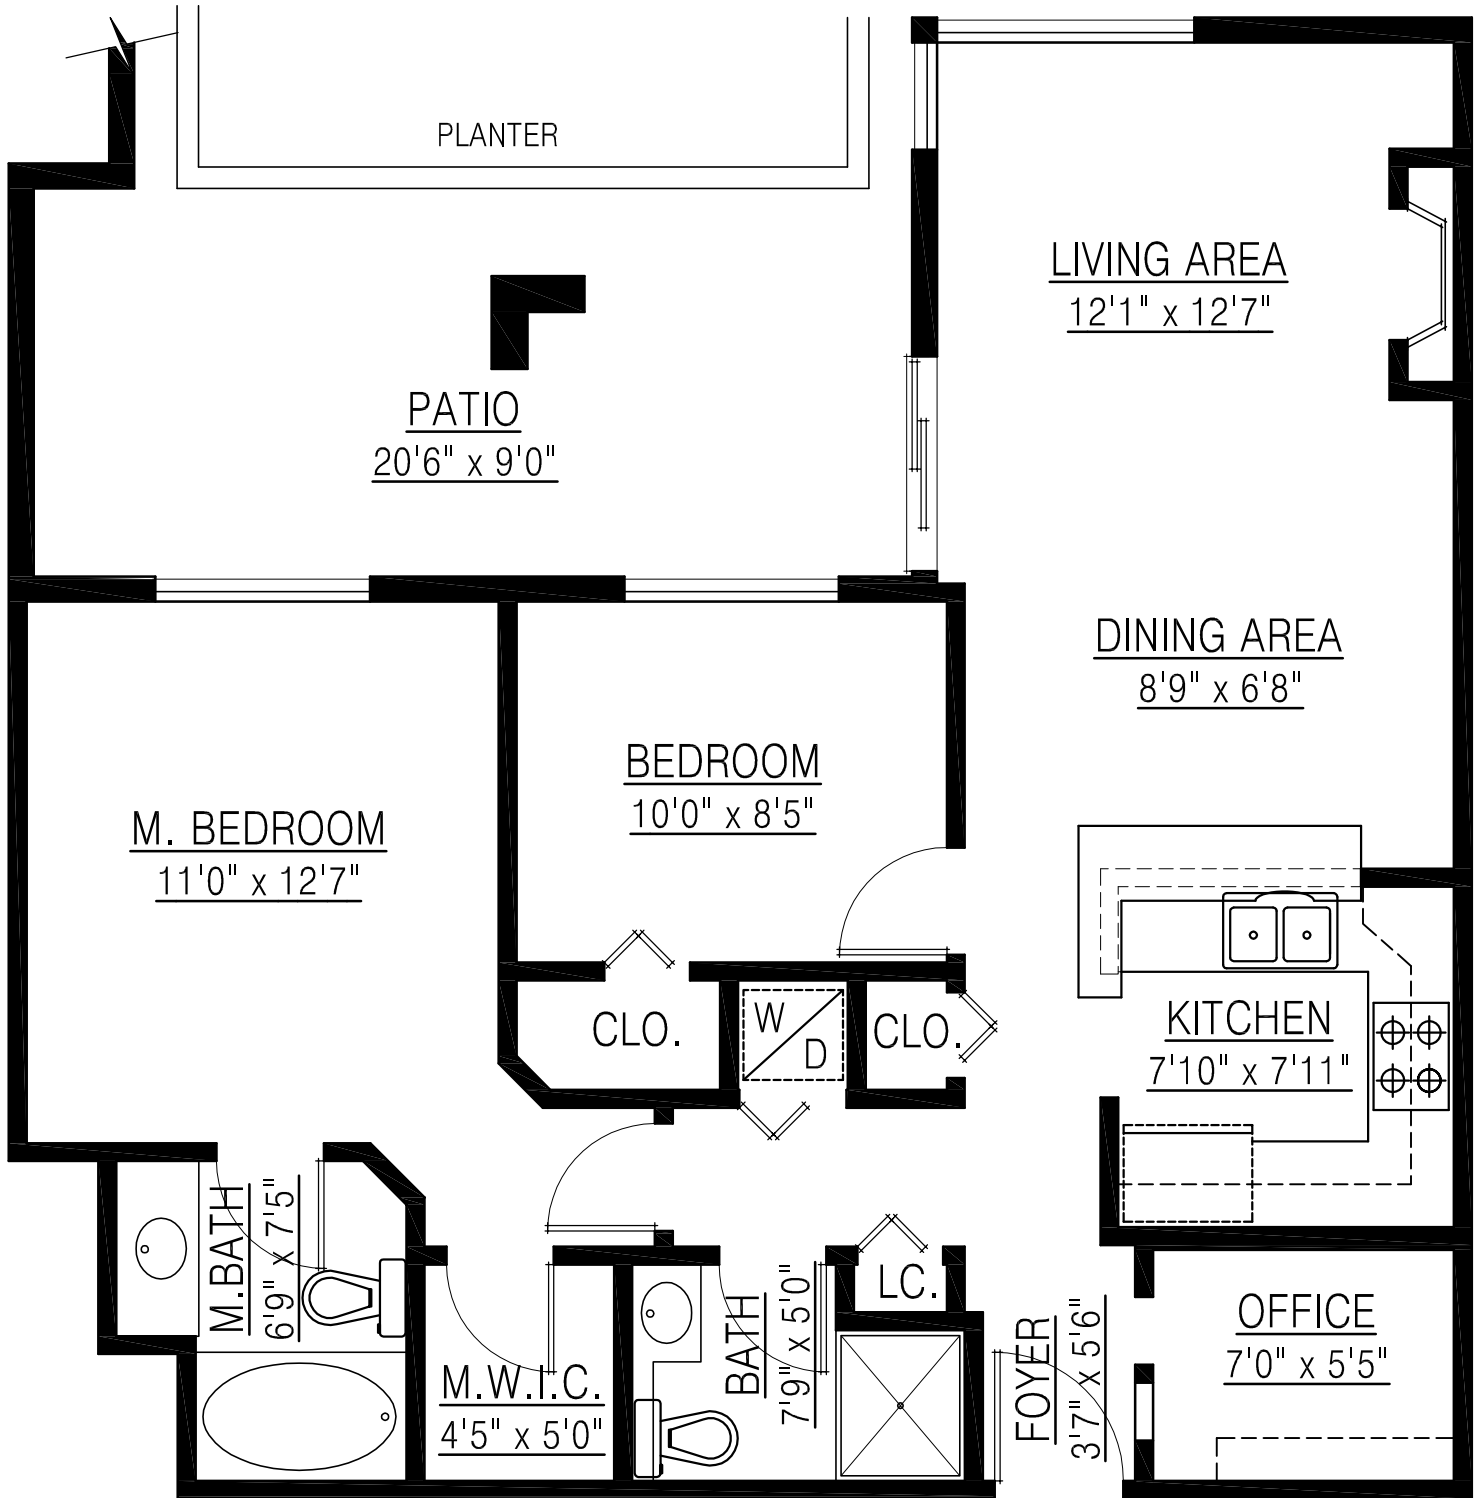 PLANTER
LIVING AREA
12'1" x 12'7"
PATIO
20'6" x 9'0"
DINING AREA
8'9" x 6'8"
BEDROOM
10'0" x 8'5"
M. BEDROOM
11'0" x 12'7"
CLO.
W
D
CLO.
KITCHEN
7'10" x 7'11"
M.BATH
6'9" x 7'5"
M.W.I.C.
4'5" x 5'0"
BATH
7'9" x 5'0"
LC.
FOYER
3'7" x 5'6"
OFFICE
7'0" x 5'5"